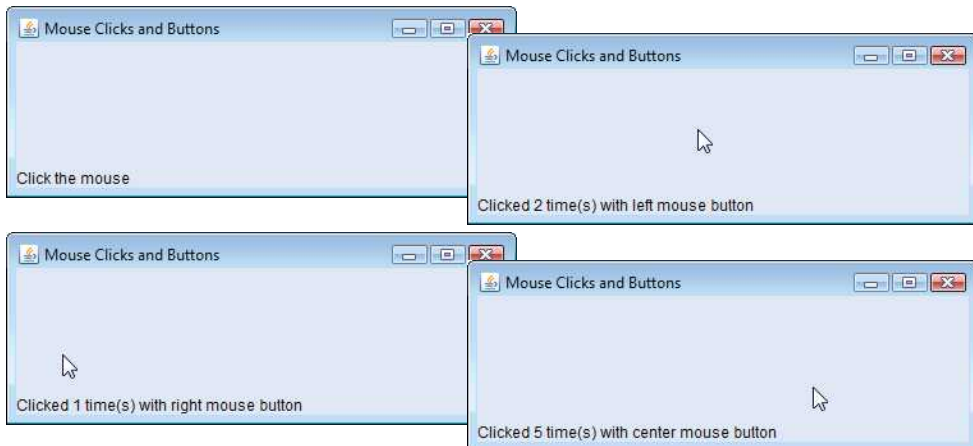 Mouse Clicks and Buttons
Click the mouse
Mouse Clicks and Buttons
Clicked 2 time(s) with left mouse button
Mouse Clicks and Buttons
Clicked 1 time(s) with right mouse button
Mouse Clicks and Buttons
Clicked 5 time(s) with center mouse button